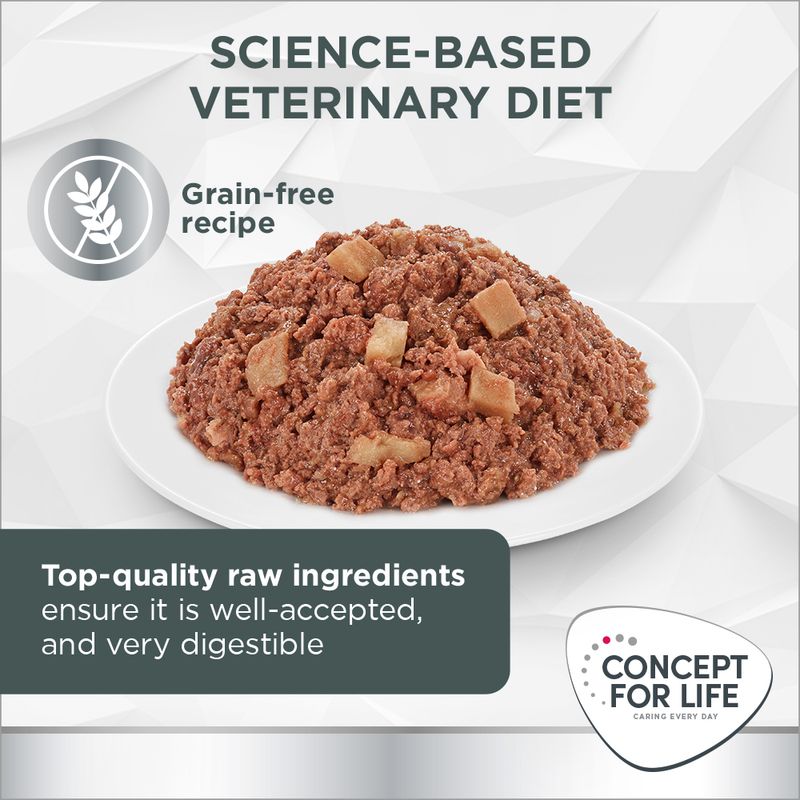 SCIENCE-BASED
VETERINARY DIET
Grain-free
recipe
Top-quality raw ingredients
ensure it is well-accepted,
and very digestible
CONCEPT
FOR LIFE
CARING EVERY DAY